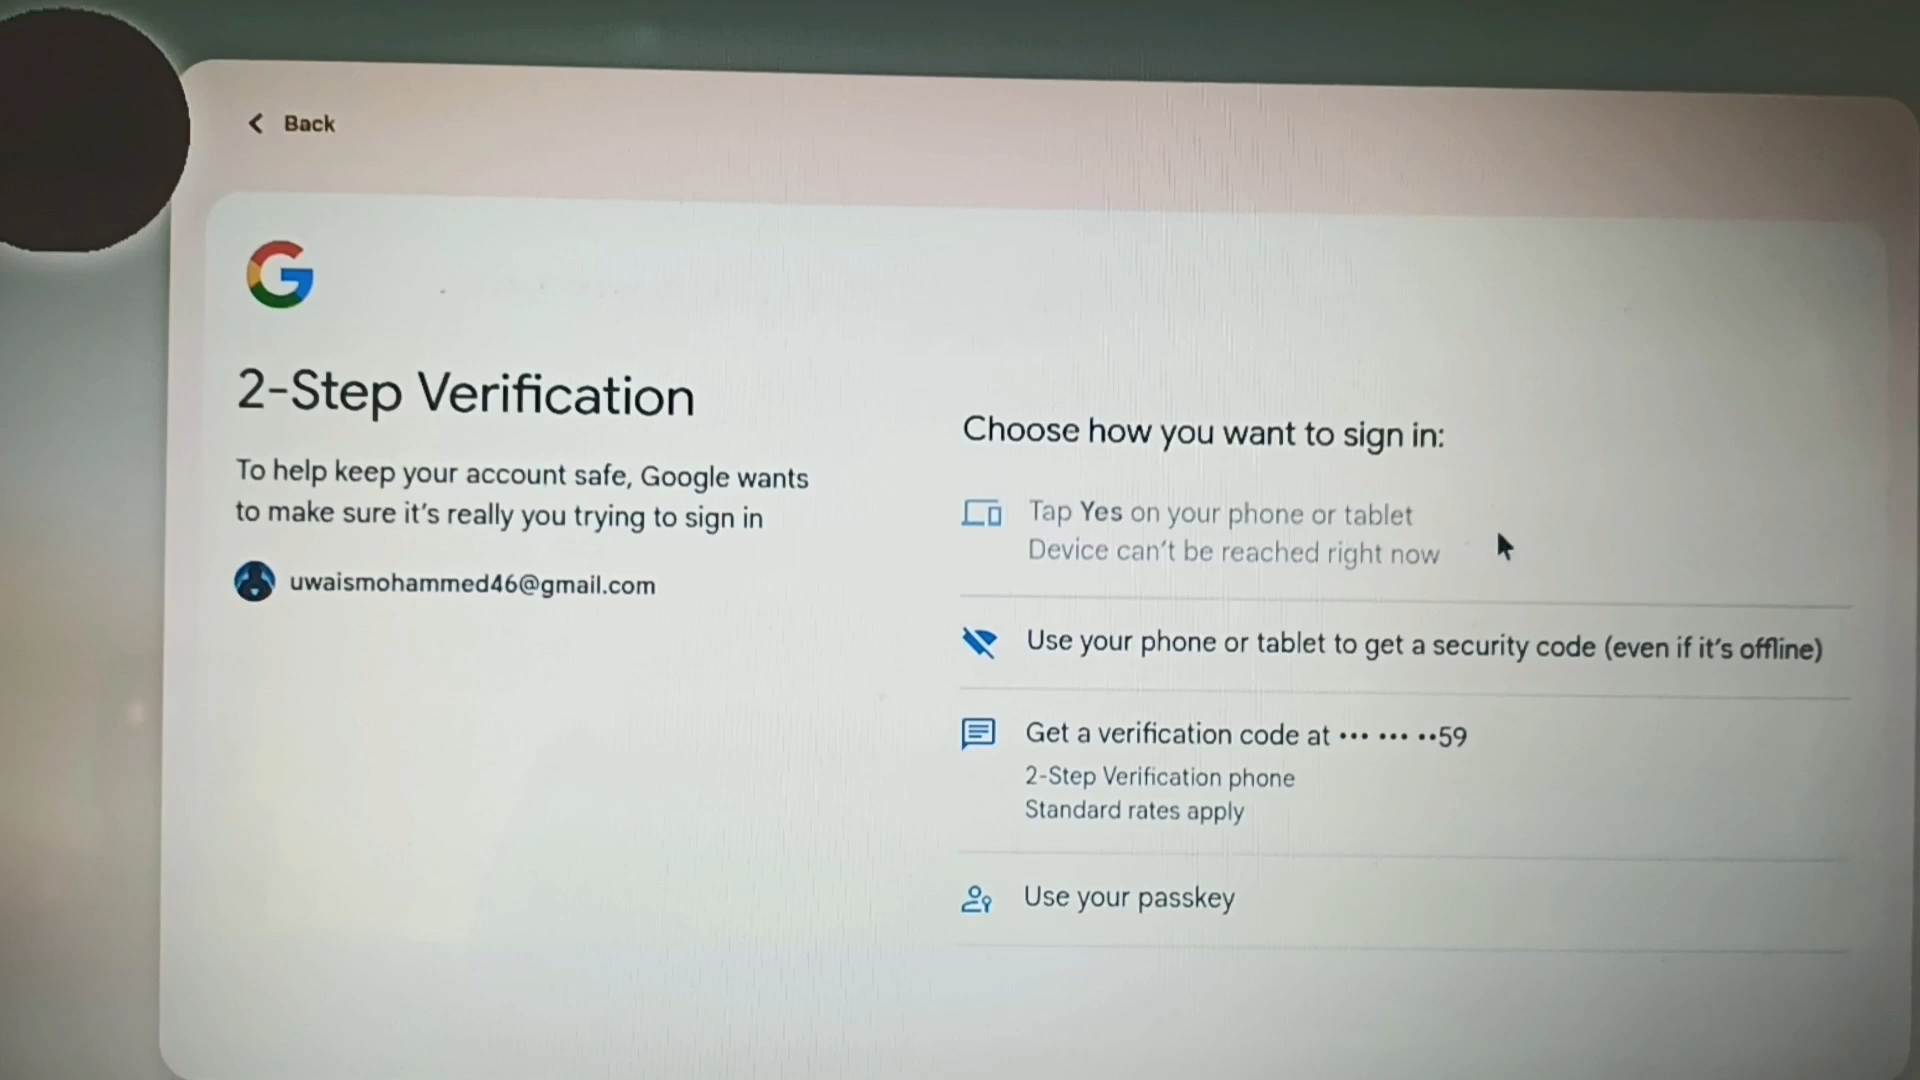 Back
2-Step Verification
To help keep your account safe, Google wants
to make sure it's really you trying to sign in
uwaismohammed46@gmail.com
Choose how you want to sign in:
Tap Yes on your phone or tablet
Device can't be reached right now
Use your phone or tablet to get a security code (even if it's offline)
Get a verification code at ••• ••• ••59
2-Step Verification phone
Standard rates apply
Use your passkey